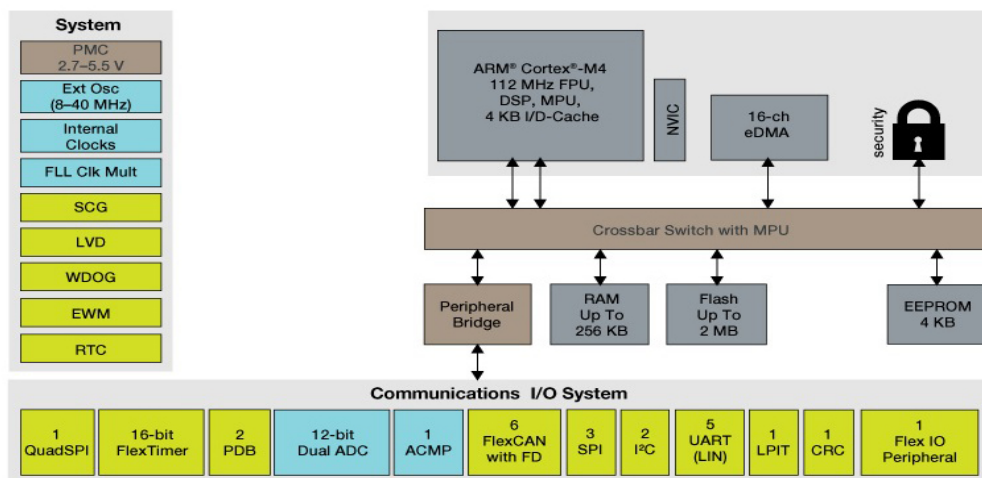 System
PMC
2.7–5.5 V
Ext Osc
(8–40 MHz)
Internal
Clocks
FLL Clk Mult
SCG
LVD
WDOG
EWM
RTC
ARM® Cortex®-M4
112 MHz FPU,
DSP, MPU,
4 KB I/D-Cache
NVIC
16-ch
eDMA
security
Crossbar Switch with MPU
Peripheral
Bridge
RAM
Up To
256 KB
Flash
Up To
2 MB
EEPROM
4 KB
Communications I/O System
1
QuadSPI
16-bit
FlexTimer
2
PDB
12-bit
Dual ADC
1
ACMP
6
FlexCAN
with FD
3
SPI
2
I²C
5
UART
(LIN)
1
LPIT
1
CRC
1
Flex IO
Peripheral